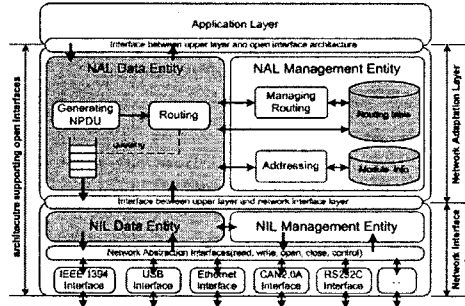 Application Layer
Interface between upper layer and open interface architecture
NAL Data Entity
NAL Management Entity
Generating
NPDU
Routing
Managing
Routing
Routing table
queuing
Addressing
Module Info
Interface between upper layer and network interface layer
NIL Data Entity
NIL Management Entity
Network Abstraction Interfaces(read, write, open, close, control)
IEEE 1394
Interface
USB
Interface
Ethernet
Interface
CAN2.0A
Interface
RS232C
Interface
...
architecutre supporting open Interfaces
Network Adaptation Layer
Network Interface